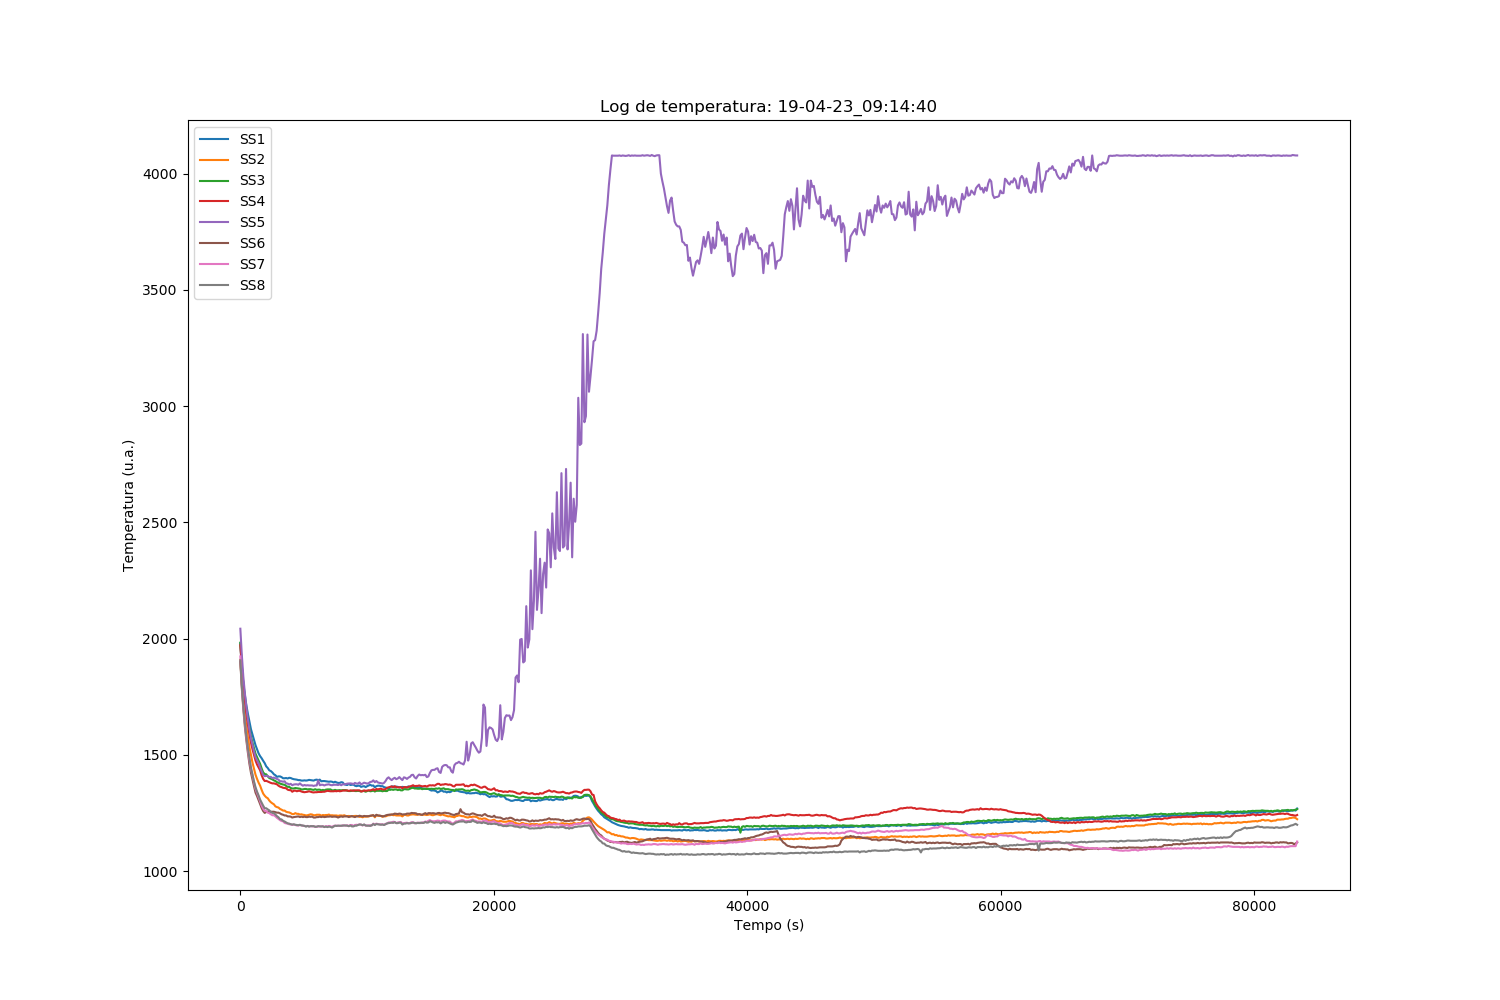 Log de temperatura: 19-04-23_09:14:40
SS1
SS2
SS3
SS4
SS5
SS6
SS7
SS8
4000
3500
3000
2500
2000
1500
1000
Temperatura (u.a.)
0
20000
40000
60000
80000
Tempo (s)